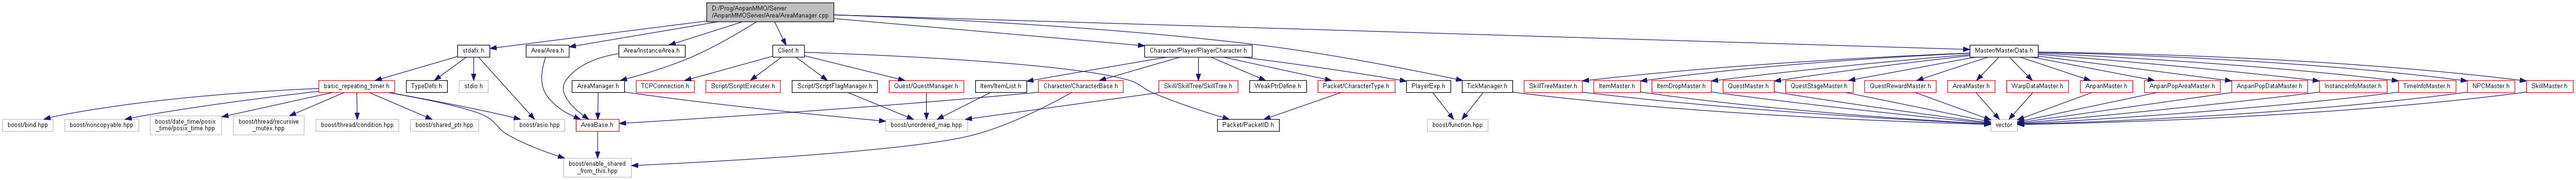 D:/Prog/AnpanMMO/Server
/AnpanMMOServer/Area/AreaManager.cpp
stdafx.h
Area/Area.h
Area/InstanceArea.h
Client.h
Character/Player/PlayerCharacter.h
Master/MasterData.h
basic_repeating_timer.h
TypeDefs.h
stdio.h
AreaManager.h
TCPConnection.h
Script/ScriptExecuter.h
Script/ScriptFlagManager.h
Quest/QuestManager.h
Item/ItemList.h
Character/CharacterBase.h
Skill/SkillTree/SkillTree.h
WeakPtrDefine.h
Packet/CharacterType.h
PlayerExp.h
TickManager.h
SkillTreeMaster.h
ItemMaster.h
ItemDropMaster.h
QuestMaster.h
QuestStageMaster.h
QuestRewardMaster.h
AreaMaster.h
WarpDataMaster.h
AnpanMaster.h
AnpanPopAreaMaster.h
AnpanPopDataMaster.h
InstanceInfoMaster.h
TimeInfoMaster.h
NPCMaster.h
SkillMaster.h
boost/bind.hpp
boost/noncopyable.hpp
boost/date_time/posix
_time/posix_time.hpp
boost/thread/recursive
_mutex.hpp
boost/thread/condition.hpp
boost/shared_ptr.hpp
boost/asio.hpp
AreaBase.h
boost/unordered_map.hpp
Packet/PacketID.h
boost/function.hpp
vector
boost/enable_shared
_from_this.hpp